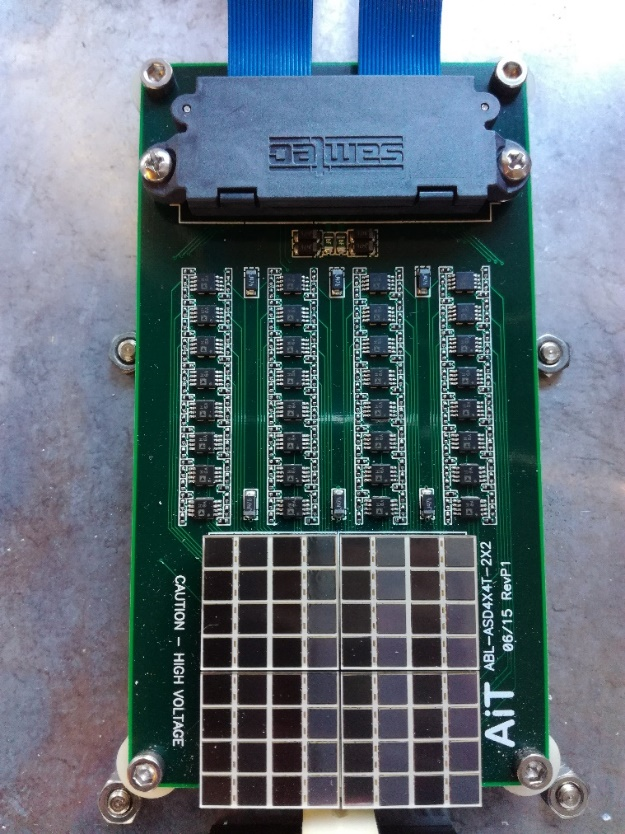 samtec
CAUTION - HIGH VOLTAGE
AiT
ABL-ASD4X4T-2X2
06/15 RevP1